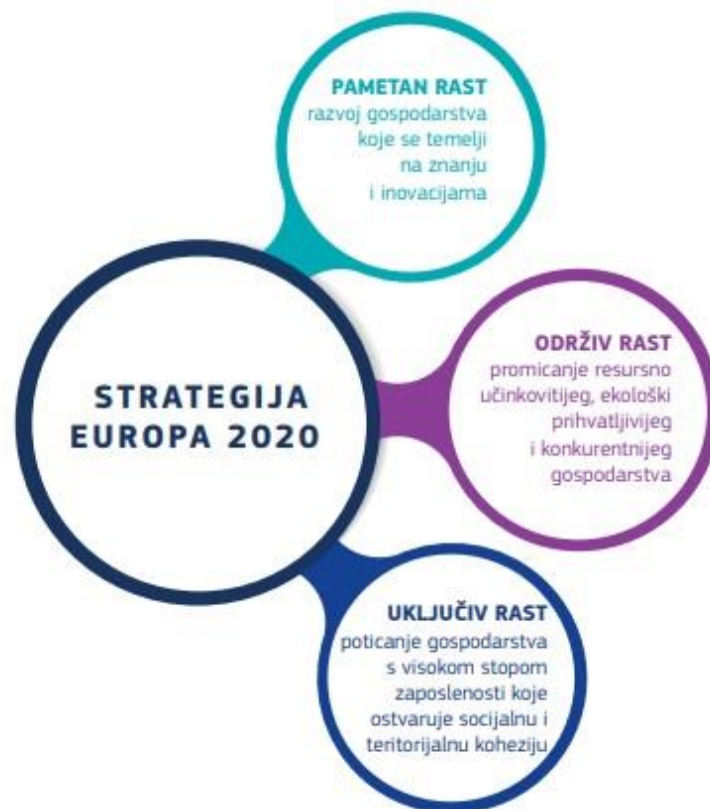 PAMETAN RAST
razvoj gospodarstva
koje se temelji
na znanju
i inovacijama
STRATEGIJA
EUROPA 2020
ODRŽIV RAST
promicanje resursno
učinkovitijeg, ekološki
prihvatljivijeg
i konkurentnijeg
gospodarstva
UKLJUČIV RAST
poticanje gospodarstva
s visokom stopom
zaposlenosti koje
ostvaruje socijalnu i
teritorijalnu koheziju